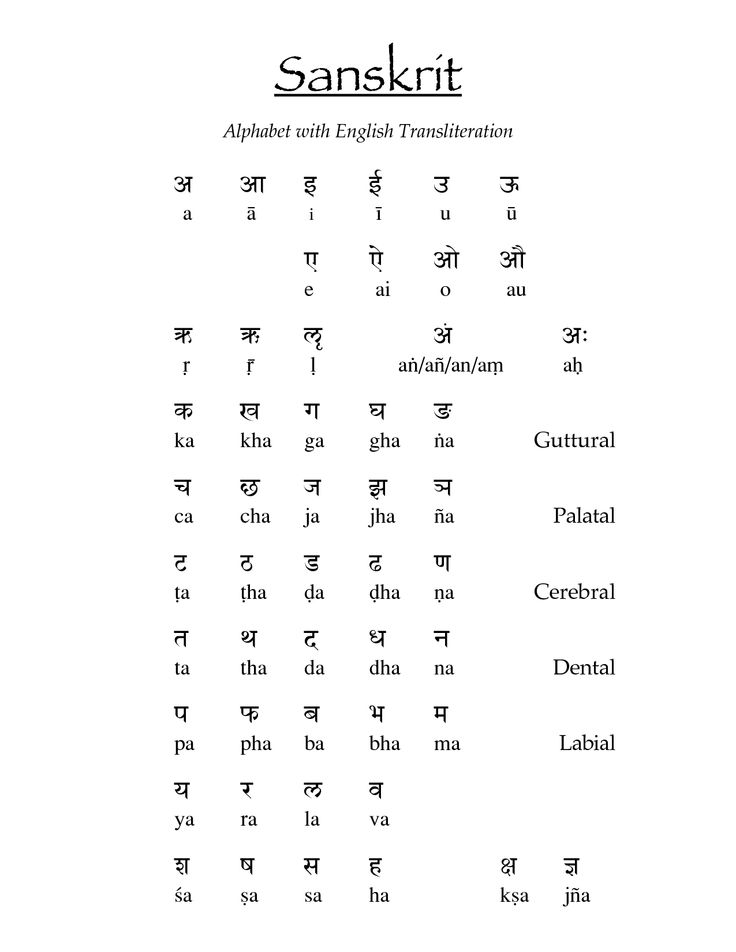 Sanskrit
Alphabet with English Transliteration
अ आ इ ई उ ऊ
a ā i ī u ū
ए ऐ ओ औ
e ai o au
ऋ ॠ ऌ अं अः
ṛ ṝ ḷ aṅ/añ/an/aṃ aḥ
क ख ग घ ङ
ka kha ga gha ṅa Guttural
च छ ज झ ञ
ca cha ja jha ña Palatal
ट ठ ड ढ ण
ṭa ṭha ḍa ḍha ṇa Cerebral
त थ द ध न
ta tha da dha na Dental
प फ ब भ म
pa pha ba bha ma Labial
य र ल व
ya ra la va
श ष स ह क्ष ज्ञ
śa ṣa sa ha kṣa jña